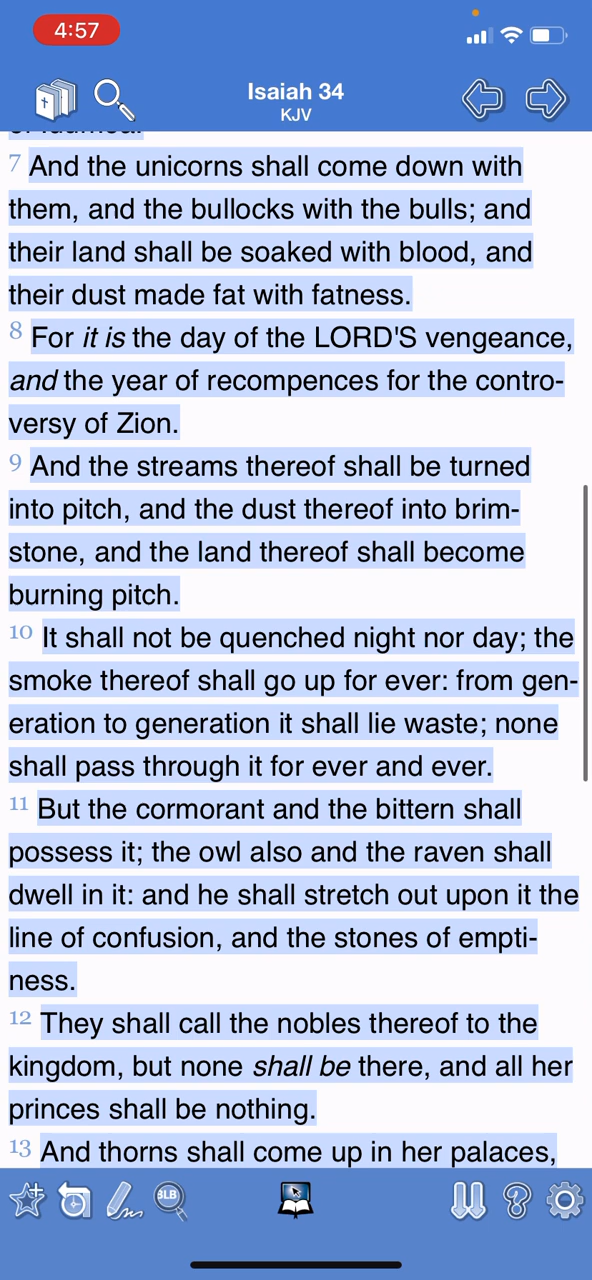 4:57
Isaiah 34
KJV
of Idumea.
7 And the unicorns shall come down with
them, and the bullocks with the bulls; and
their land shall be soaked with blood, and
their dust made fat with fatness.
8 For it is the day of the LORD'S vengeance,
and the year of recompences for the contro-
versy of Zion.
9 And the streams thereof shall be turned
into pitch, and the dust thereof into brim-
stone, and the land thereof shall become
burning pitch.
10 It shall not be quenched night nor day; the
smoke thereof shall go up for ever: from gen-
eration to generation it shall lie waste; none
shall pass through it for ever and ever.
11 But the cormorant and the bittern shall
possess it; the owl also and the raven shall
dwell in it: and he shall stretch out upon it the
line of confusion, and the stones of empti-
ness.
12 They shall call the nobles thereof to the
kingdom, but none shall be there, and all her
princes shall be nothing.
13 And thorns shall come up in her palaces,
BLB